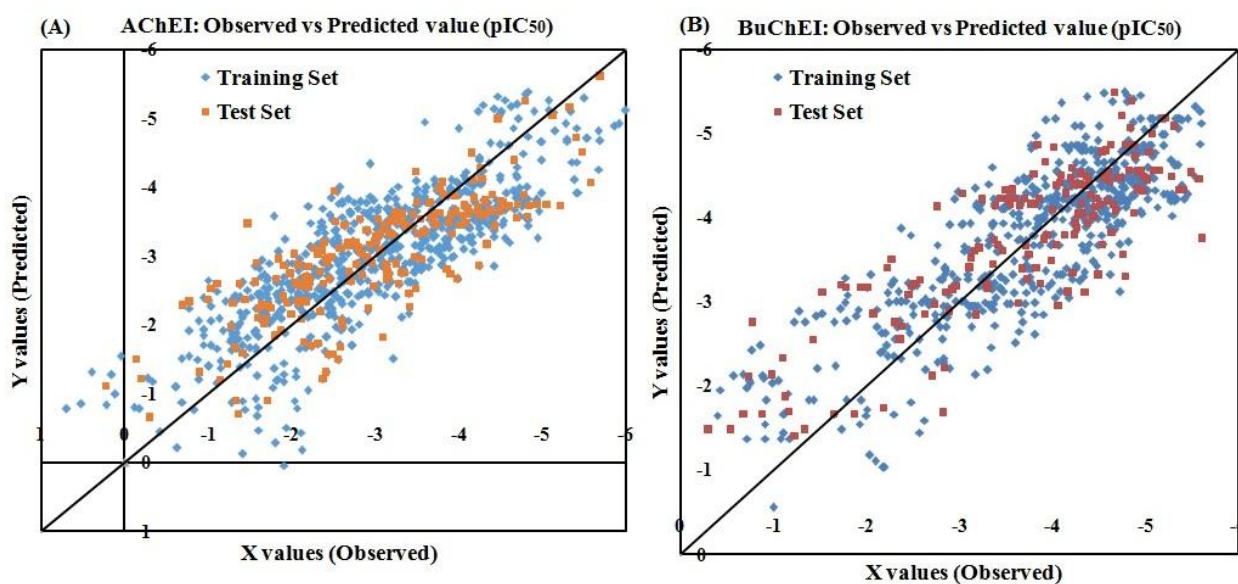 (A) AChEI: Observed vs Predicted value (pIC50)
-6
Training Set
Test Set
-5
-4
-3
-2
-1
0
1
Y values (Predicted)
1 0 -1 -2 -3 -4 -5 -6
X values (Observed)
(B) BuChEI: Observed vs Predicted value (pIC50)
-6
Training Set
Test Set
-5
-4
-3
-2
-1
0
Y values (Predicted)
0 -1 -2 -3 -4 -5 -6
X values (Observed)